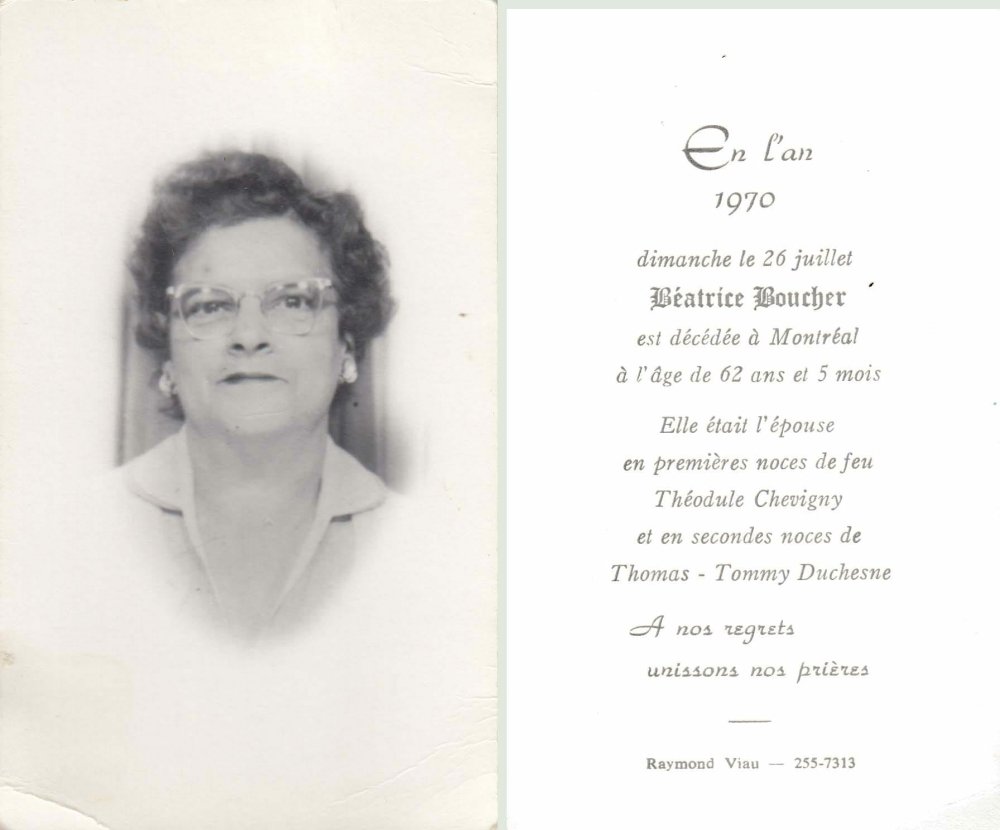 En l'an
1970
dimanche le 26 juillet
Béatrice Boucher
est décédée à Montréal
à l'âge de 62 ans et 5 mois
Elle était l'épouse
en premières noces de feu
Théodule Chevigny
et en secondes noces de
Thomas - Tommy Duchesne
A nos regrets
unissons nos prières
Raymond Viau — 255-7313